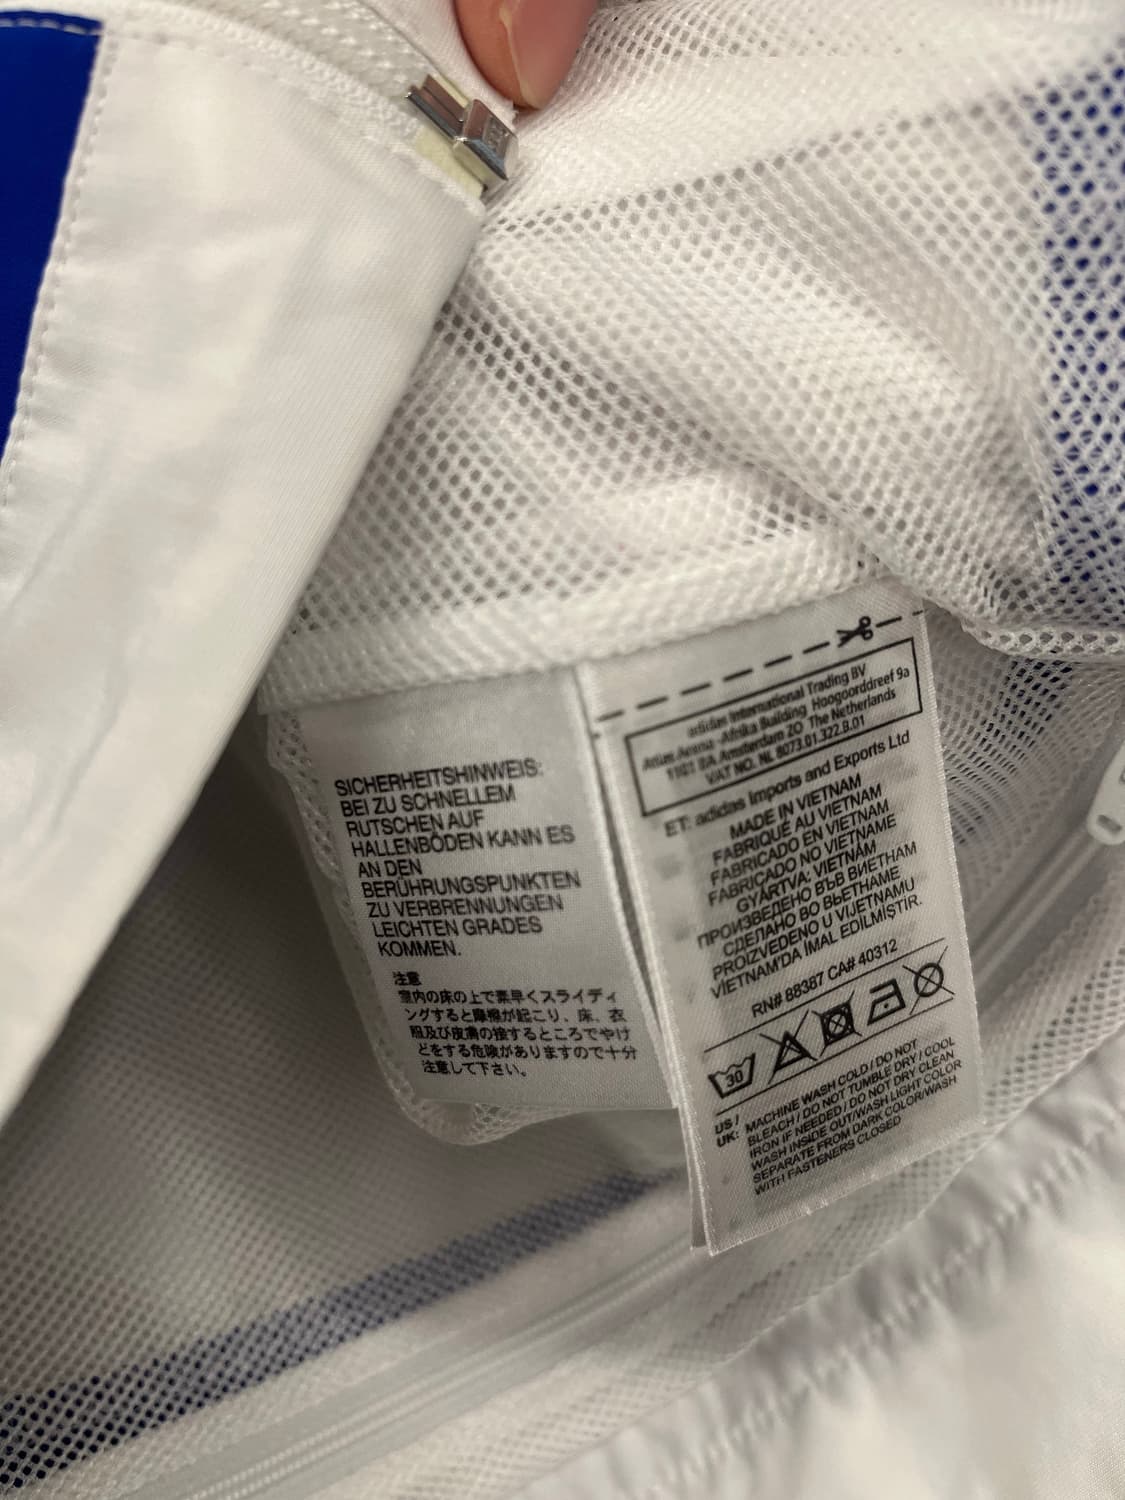 SICHERHEITSHINWEIS:
BEI ZU SCHNELLEM
RUTSCHEN AUF
HALLENBÖDEN KANN ES
AN DEN
BERÜHRUNGSPUNKTEN
ZU VERBRENNUNGEN
LEICHTEN GRADES
KOMMEN.
注意
室内の床の上で素早くスライディ
ングすると摩擦が起こり、床、衣
服及び皮膚の接するところでやけ
どをする危険がありますので十分
注意して下さい。
adidas International Trading BV
Atlas Arena -Afrika Building Hoogoorddreef 9a
1101 BA Amsterdam ZO The Netherlands
VAT NO. NL 8073.01.322.B.01
ET: adidas Imports and Exports Ltd
MADE IN VIETNAM
FABRIQUÉ AU VIETNAM
FABRICADO EN VIETNAM
FABRICADO NO VIETNAME
GYÁRTVA: VIETNÁM
ПРОИЗВЕДЕНО ВЪВ ВИЕТНАМ
СДЕЛАНО ВО ВЬЕТНАМЕ
PROIZVEDENO U VIJETNAMU
VİETNAM'DA İMAL EDİLMİŞTİR.
RN# 88387 CA# 40312
30
US / UK: MACHINE WASH COLD / DO NOT
BLEACH / DO NOT TUMBLE DRY / COOL
IRON IF NEEDED / DO NOT DRY CLEAN
WASH INSIDE OUT/WASH LIGHT COLOR
SEPARATE FROM DARK COLOR/WASH
WITH FASTENERS CLOSED